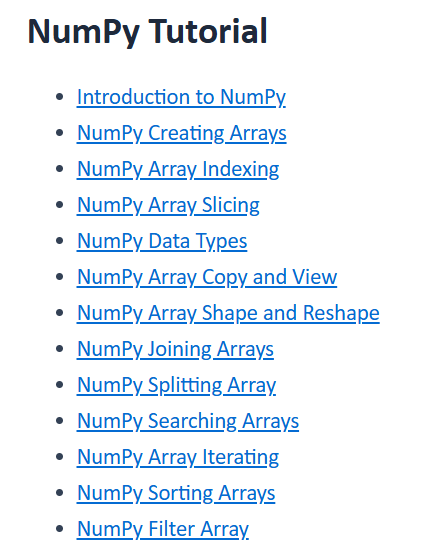 NumPy Tutorial
Introduction to NumPy
NumPy Creating Arrays
NumPy Array Indexing
NumPy Array Slicing
NumPy Data Types
NumPy Array Copy and View
NumPy Array Shape and Reshape
NumPy Joining Arrays
NumPy Splitting Array
NumPy Searching Arrays
NumPy Array Iterating
NumPy Sorting Arrays
NumPy Filter Array